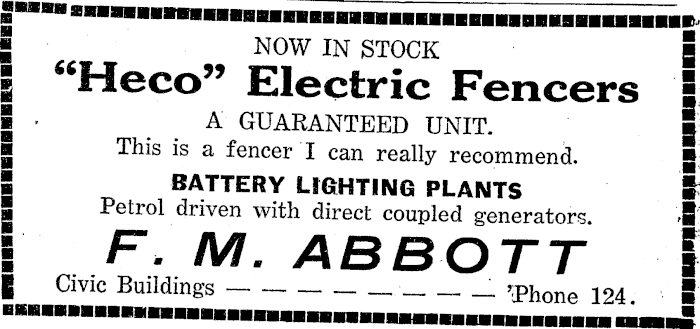 NOW IN STOCK
“Heco” Electric Fencers
A GUARANTEED UNIT.
This is a fencer I can really recommend.
BATTERY LIGHTING PLANTS
Petrol driven with direct coupled generators.
F. M. ABBOTT
Civic Buildings — — — — — — — 'Phone 124.